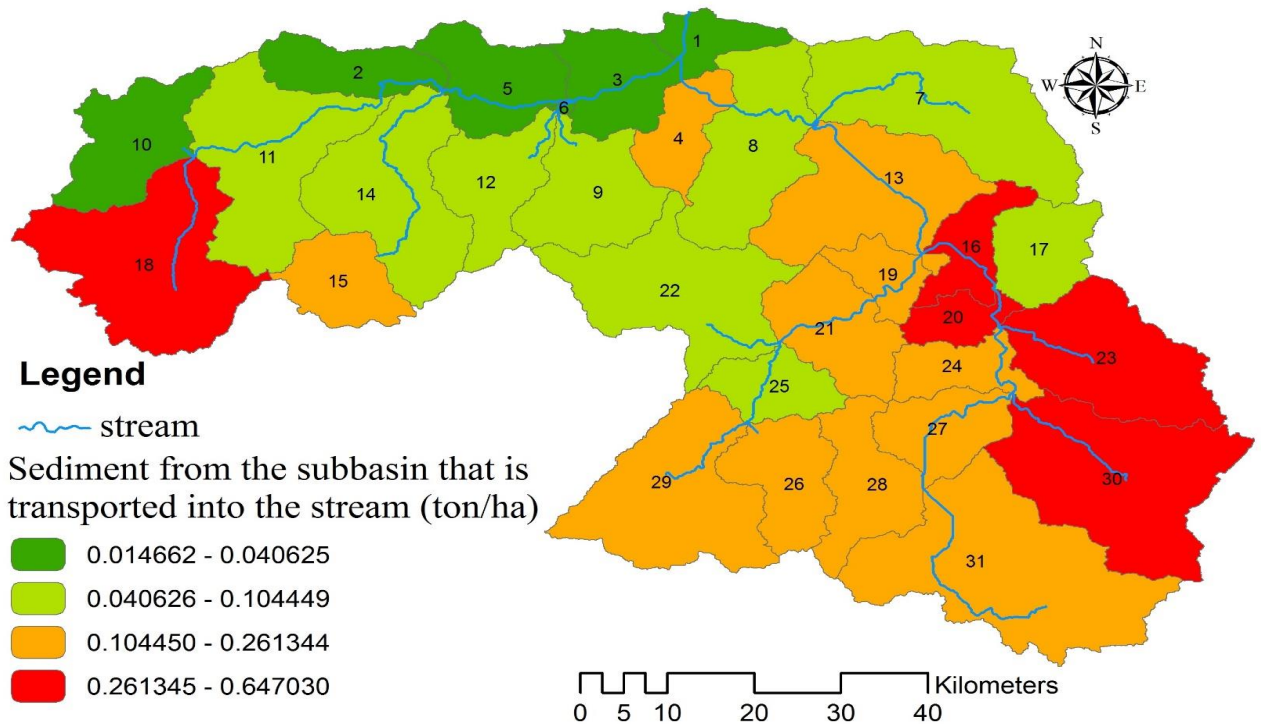 1
2
5
3
N
W E
S
6
7
10
11
4
8
14
12
9
13
18
15
22
16
17
19
20
21
23
24
25
27
29
26
28
30
31
Legend
stream
Sediment from the subbasin that is
transported into the stream (ton/ha)
0.014662 - 0.040625
0.040626 - 0.104449
0.104450 - 0.261344
0.261345 - 0.647030
Kilometers
0 5 10 20 30 40